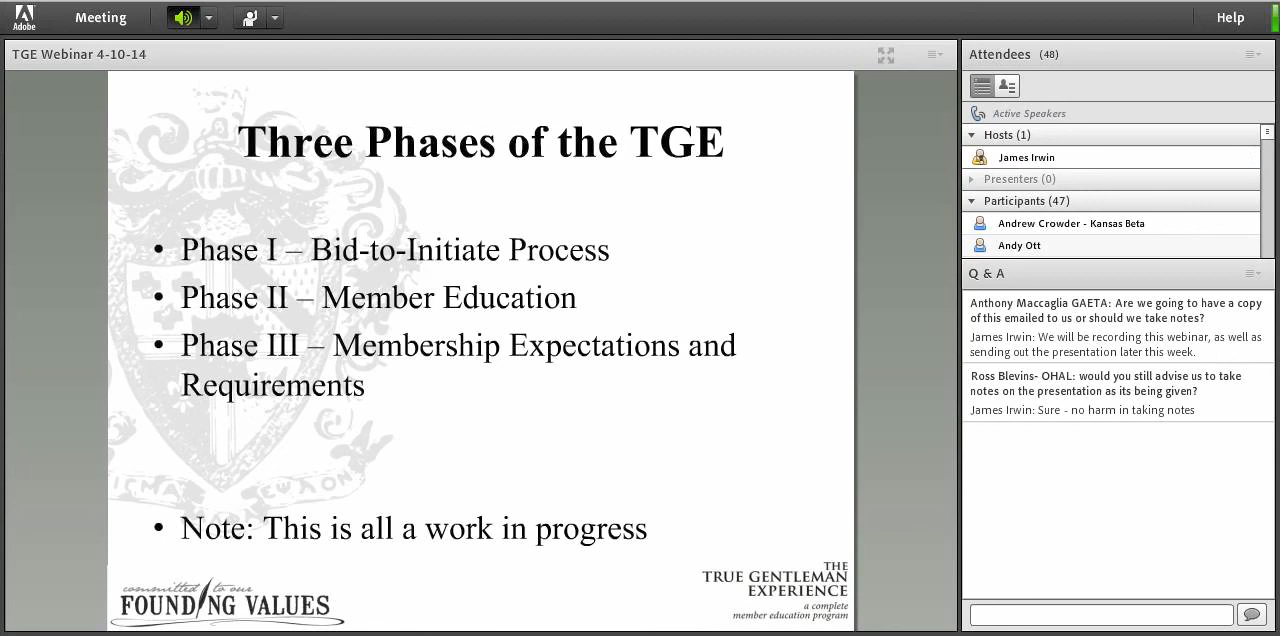 Adobe
Meeting
Help
TGE Webinar 4-10-14
Three Phases of the TGE
• Phase I – Bid-to-Initiate Process
• Phase II – Member Education
• Phase III – Membership Expectations and
Requirements
• Note: This is all a work in progress
committed to our
FOUNDING VALUES
THE
TRUE GENTLEMAN
EXPERIENCE
a complete
member education program
Attendees (48)
Active Speakers
Hosts (1)
James Irwin
Presenters (0)
Participants (47)
Andrew Crowder - Kansas Beta
Andy Ott
Q & A
Anthony Maccaglia GAETA: Are we going to have a copy
of this emailed to us or should we take notes?
James Irwin: We will be recording this webinar, as well as
sending out the presentation later this week.
Ross Blevins- OHAL: would you still advise us to take
notes on the presentation as its being given?
James Irwin: Sure - no harm in taking notes